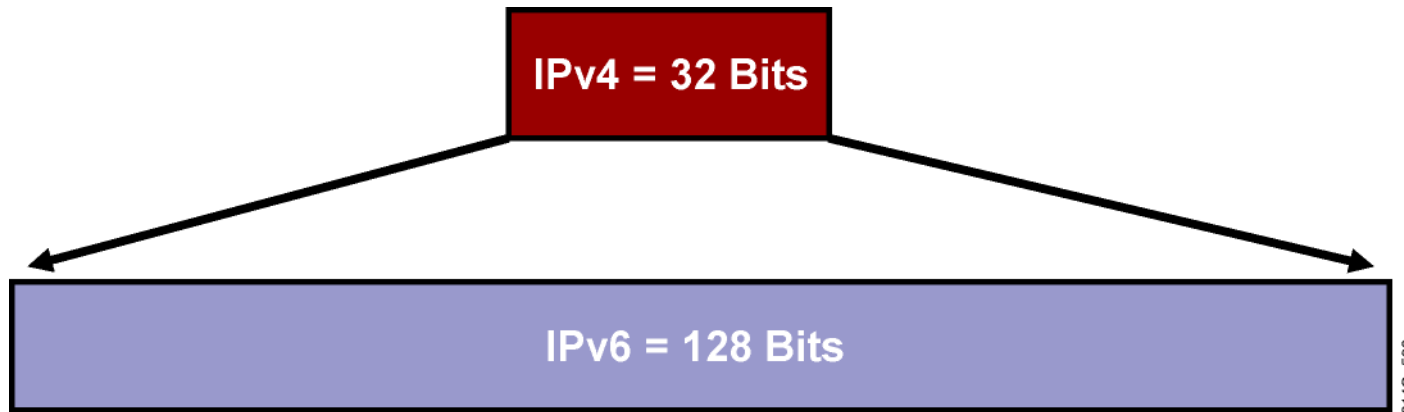 IPv4 = 32 Bits
IPv6 = 128 Bits